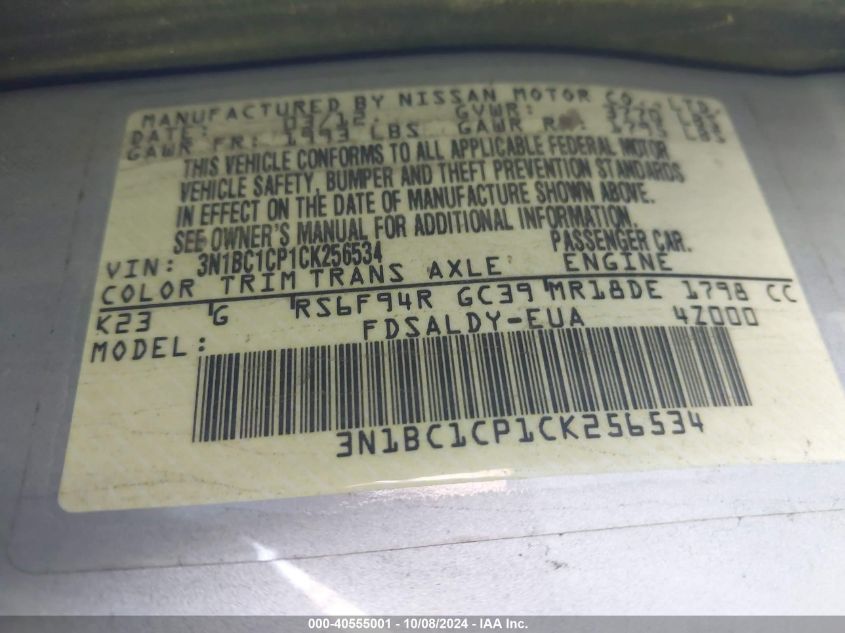 MANUFACTURED BY NISSAN MOTOR CO., LTD.
DATE: 03/12 GVWR: 3770 LBS
GAWR FR: 1993 LBS GAWR RR: 1795 LBS
THIS VEHICLE CONFORMS TO ALL APPLICABLE FEDERAL MOTOR
VEHICLE SAFETY, BUMPER AND THEFT PREVENTION STANDARDS
IN EFFECT ON THE DATE OF MANUFACTURE SHOWN ABOVE.
SEE OWNER'S MANUAL FOR ADDITIONAL INFORMATION.
VIN: 3N1BC1CP1CK256534 PASSENGER CAR.
COLOR TRIM TRANS AXLE ENGINE
K23 G RS6F94R GC39 MR18DE 1798 CC
MODEL: FDSALDY-EUA 4Z000
3N1BC1CP1CK256534
000-40555001 - 10/08/2024 - IAA Inc.